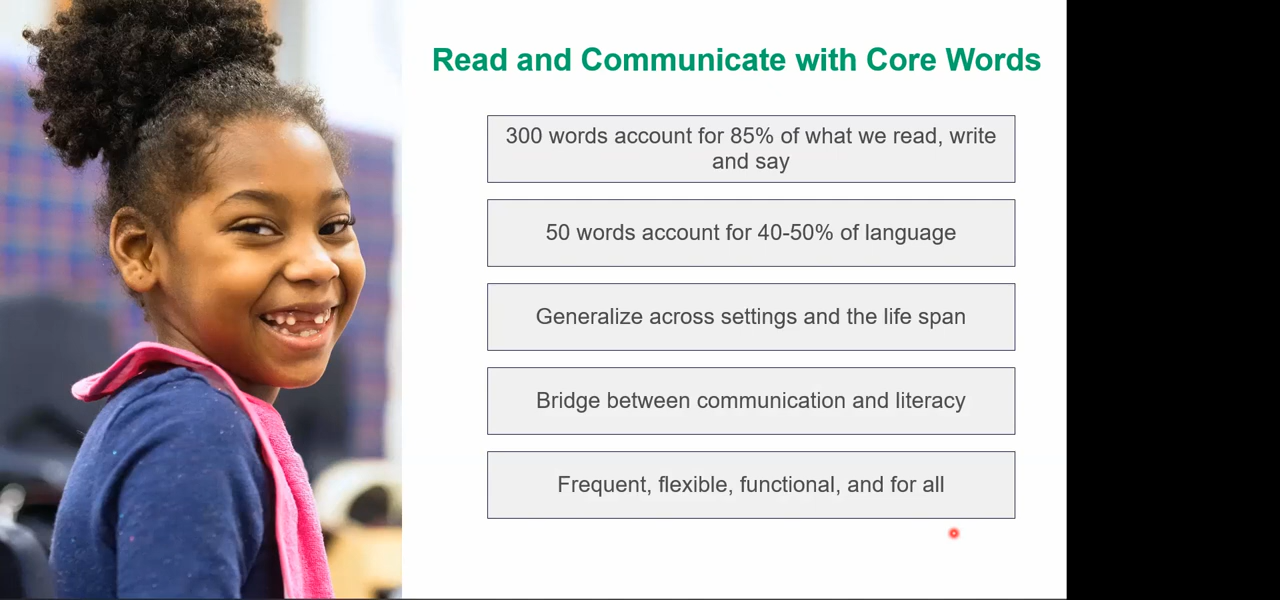 Read and Communicate with Core Words
300 words account for 85% of what we read, write
and say
50 words account for 40-50% of language
Generalize across settings and the life span
Bridge between communication and literacy
Frequent, flexible, functional, and for all